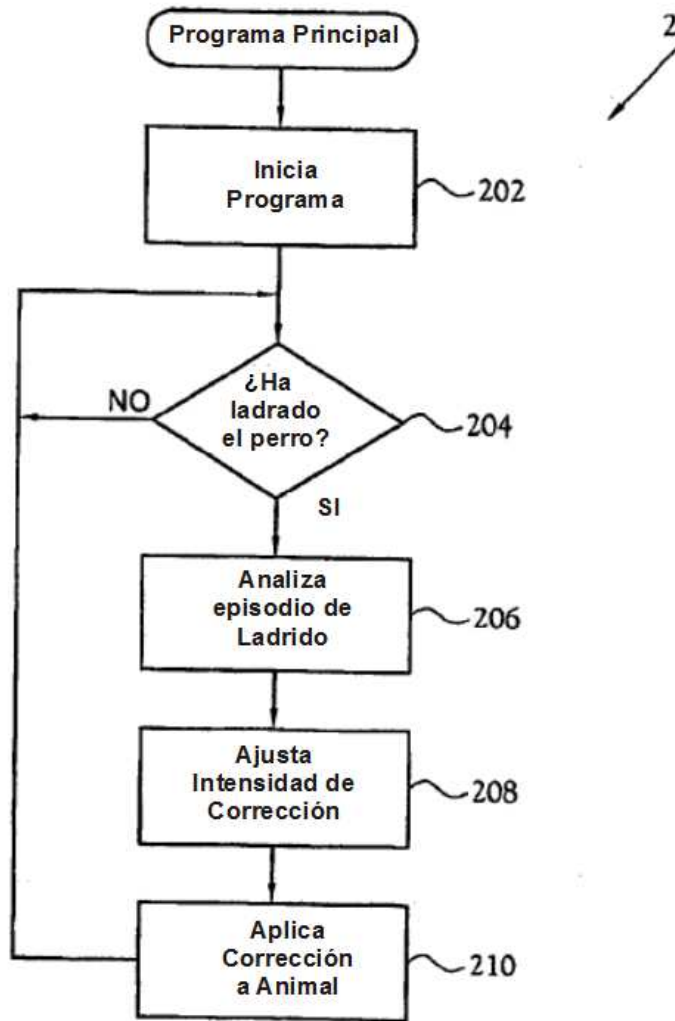 Programa Principal
2
Inicia
Programa
202
¿Ha
ladrado
el perro?
NO
204
SI
Analiza
episodio de
Ladrido
206
Ajusta
Intensidad de
Corrección
208
Aplica
Corrección
a Animal
210